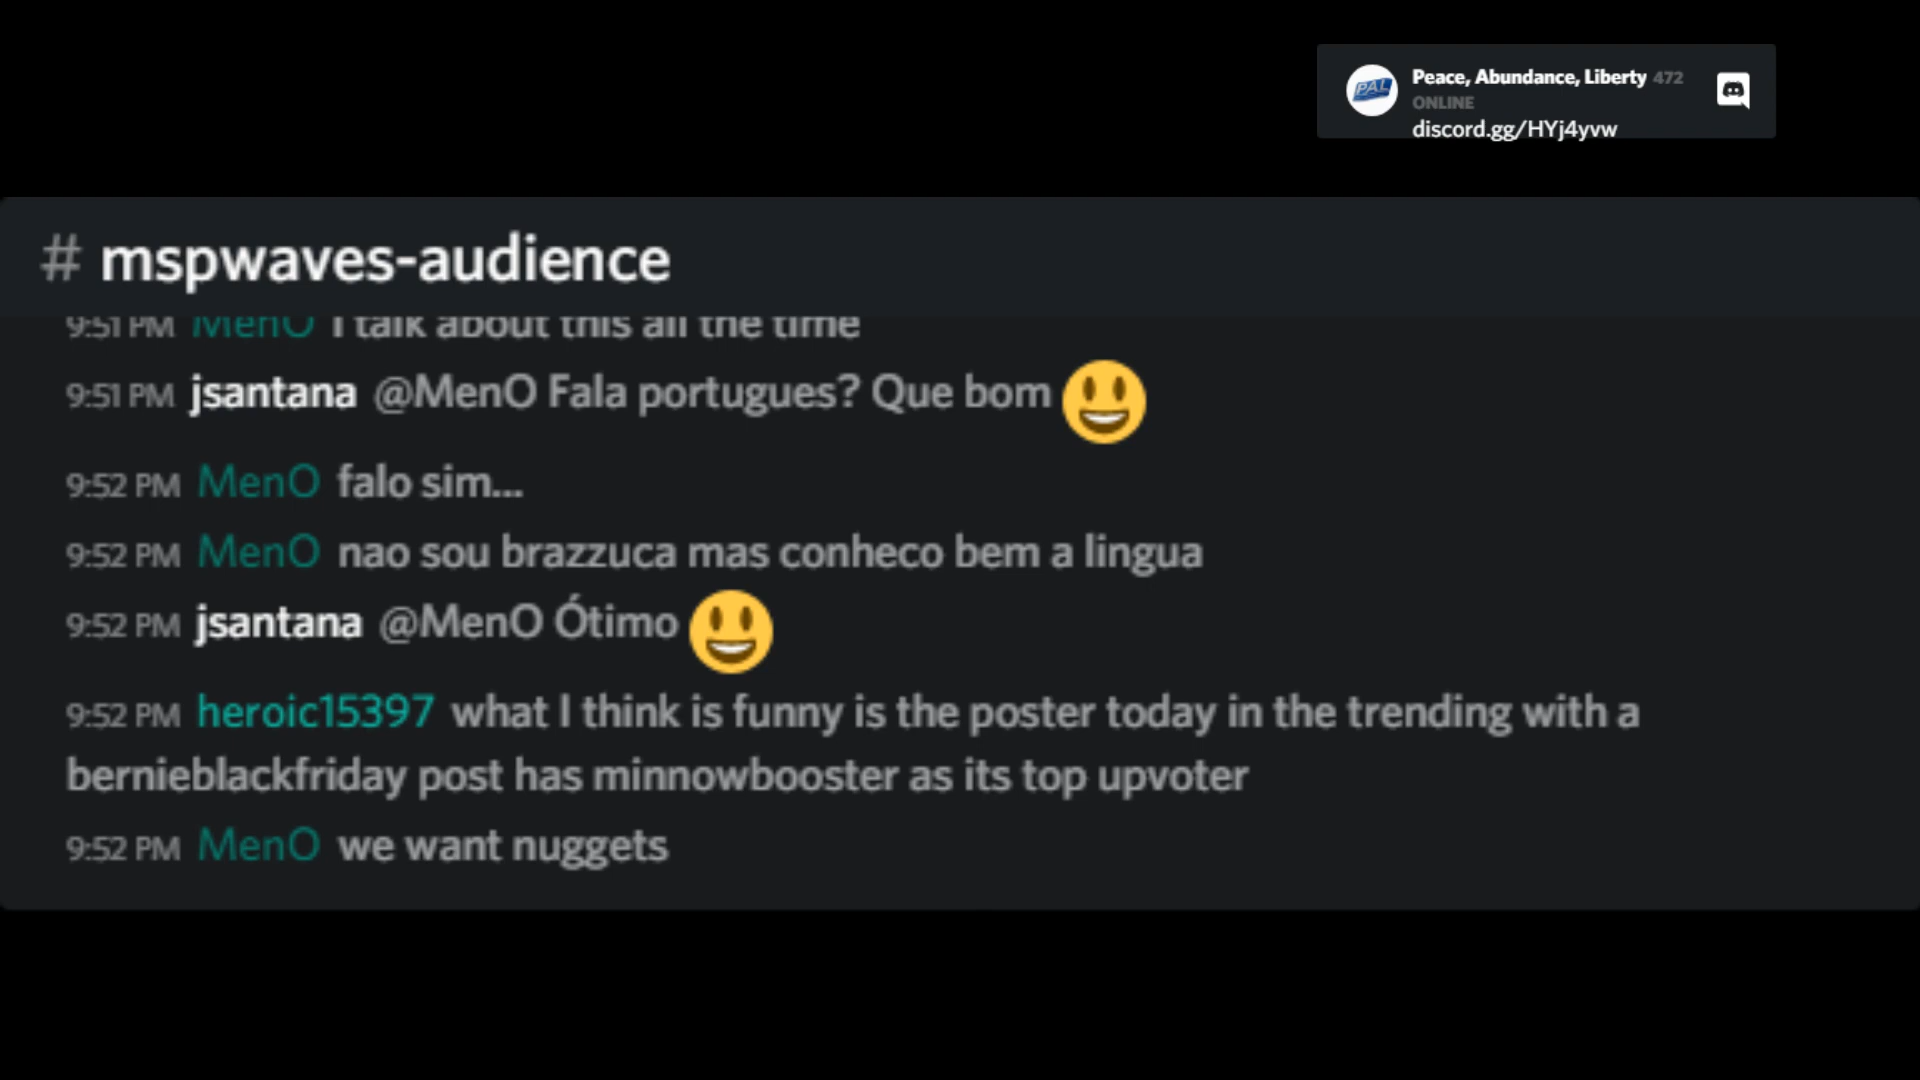 PAL
Peace, Abundance, Liberty 472
ONLINE
discord.gg/HYj4yvw
# mspwaves-audience
9:51 PM MenO I talk about this all the time
9:51 PM jsantana @MenO Fala portugues? Que bom 😃
9:52 PM MenO falo sim...
9:52 PM MenO nao sou brazzuca mas conheco bem a lingua
9:52 PM jsantana @MenO Ótimo 😃
9:52 PM heroic15397 what I think is funny is the poster today in the trending with a
bernieblackfriday post has minnowbooster as its top upvoter
9:52 PM MenO we want nuggets